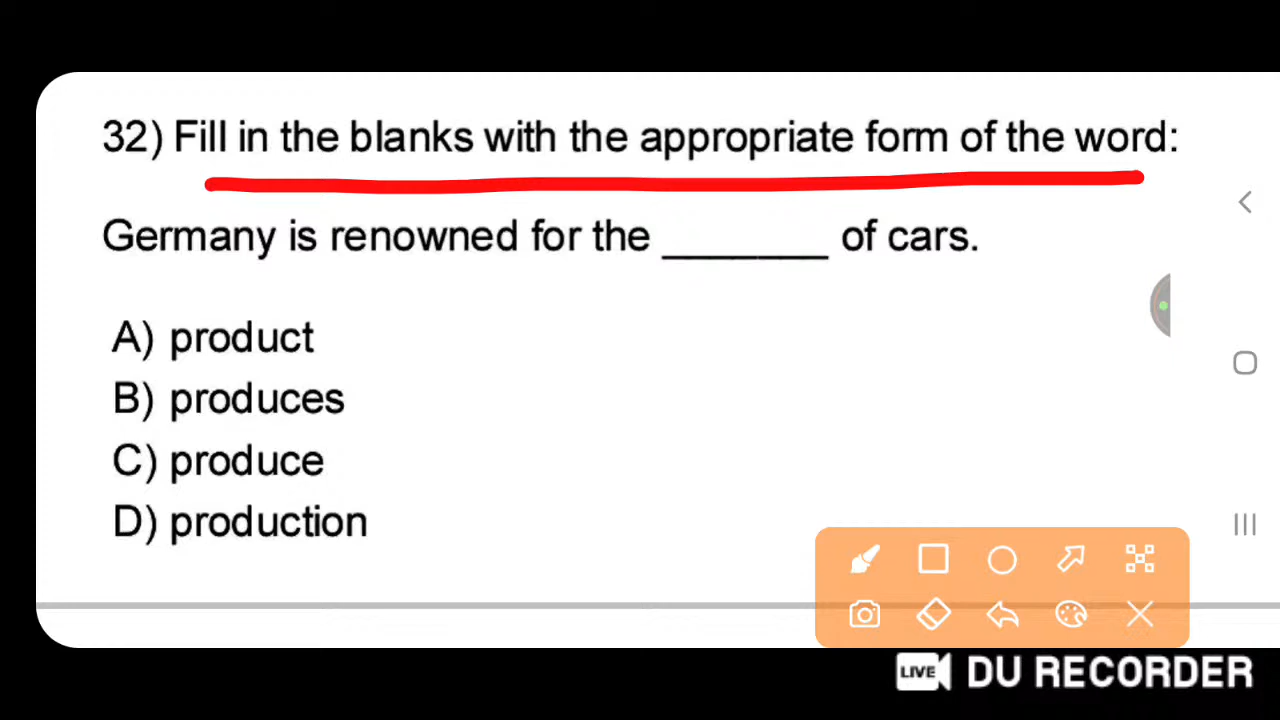 32) Fill in the blanks with the appropriate form of the word:
Germany is renowned for the _______ of cars.
A) product
B) produces
C) produce
D) production
LIVE DU RECORDER